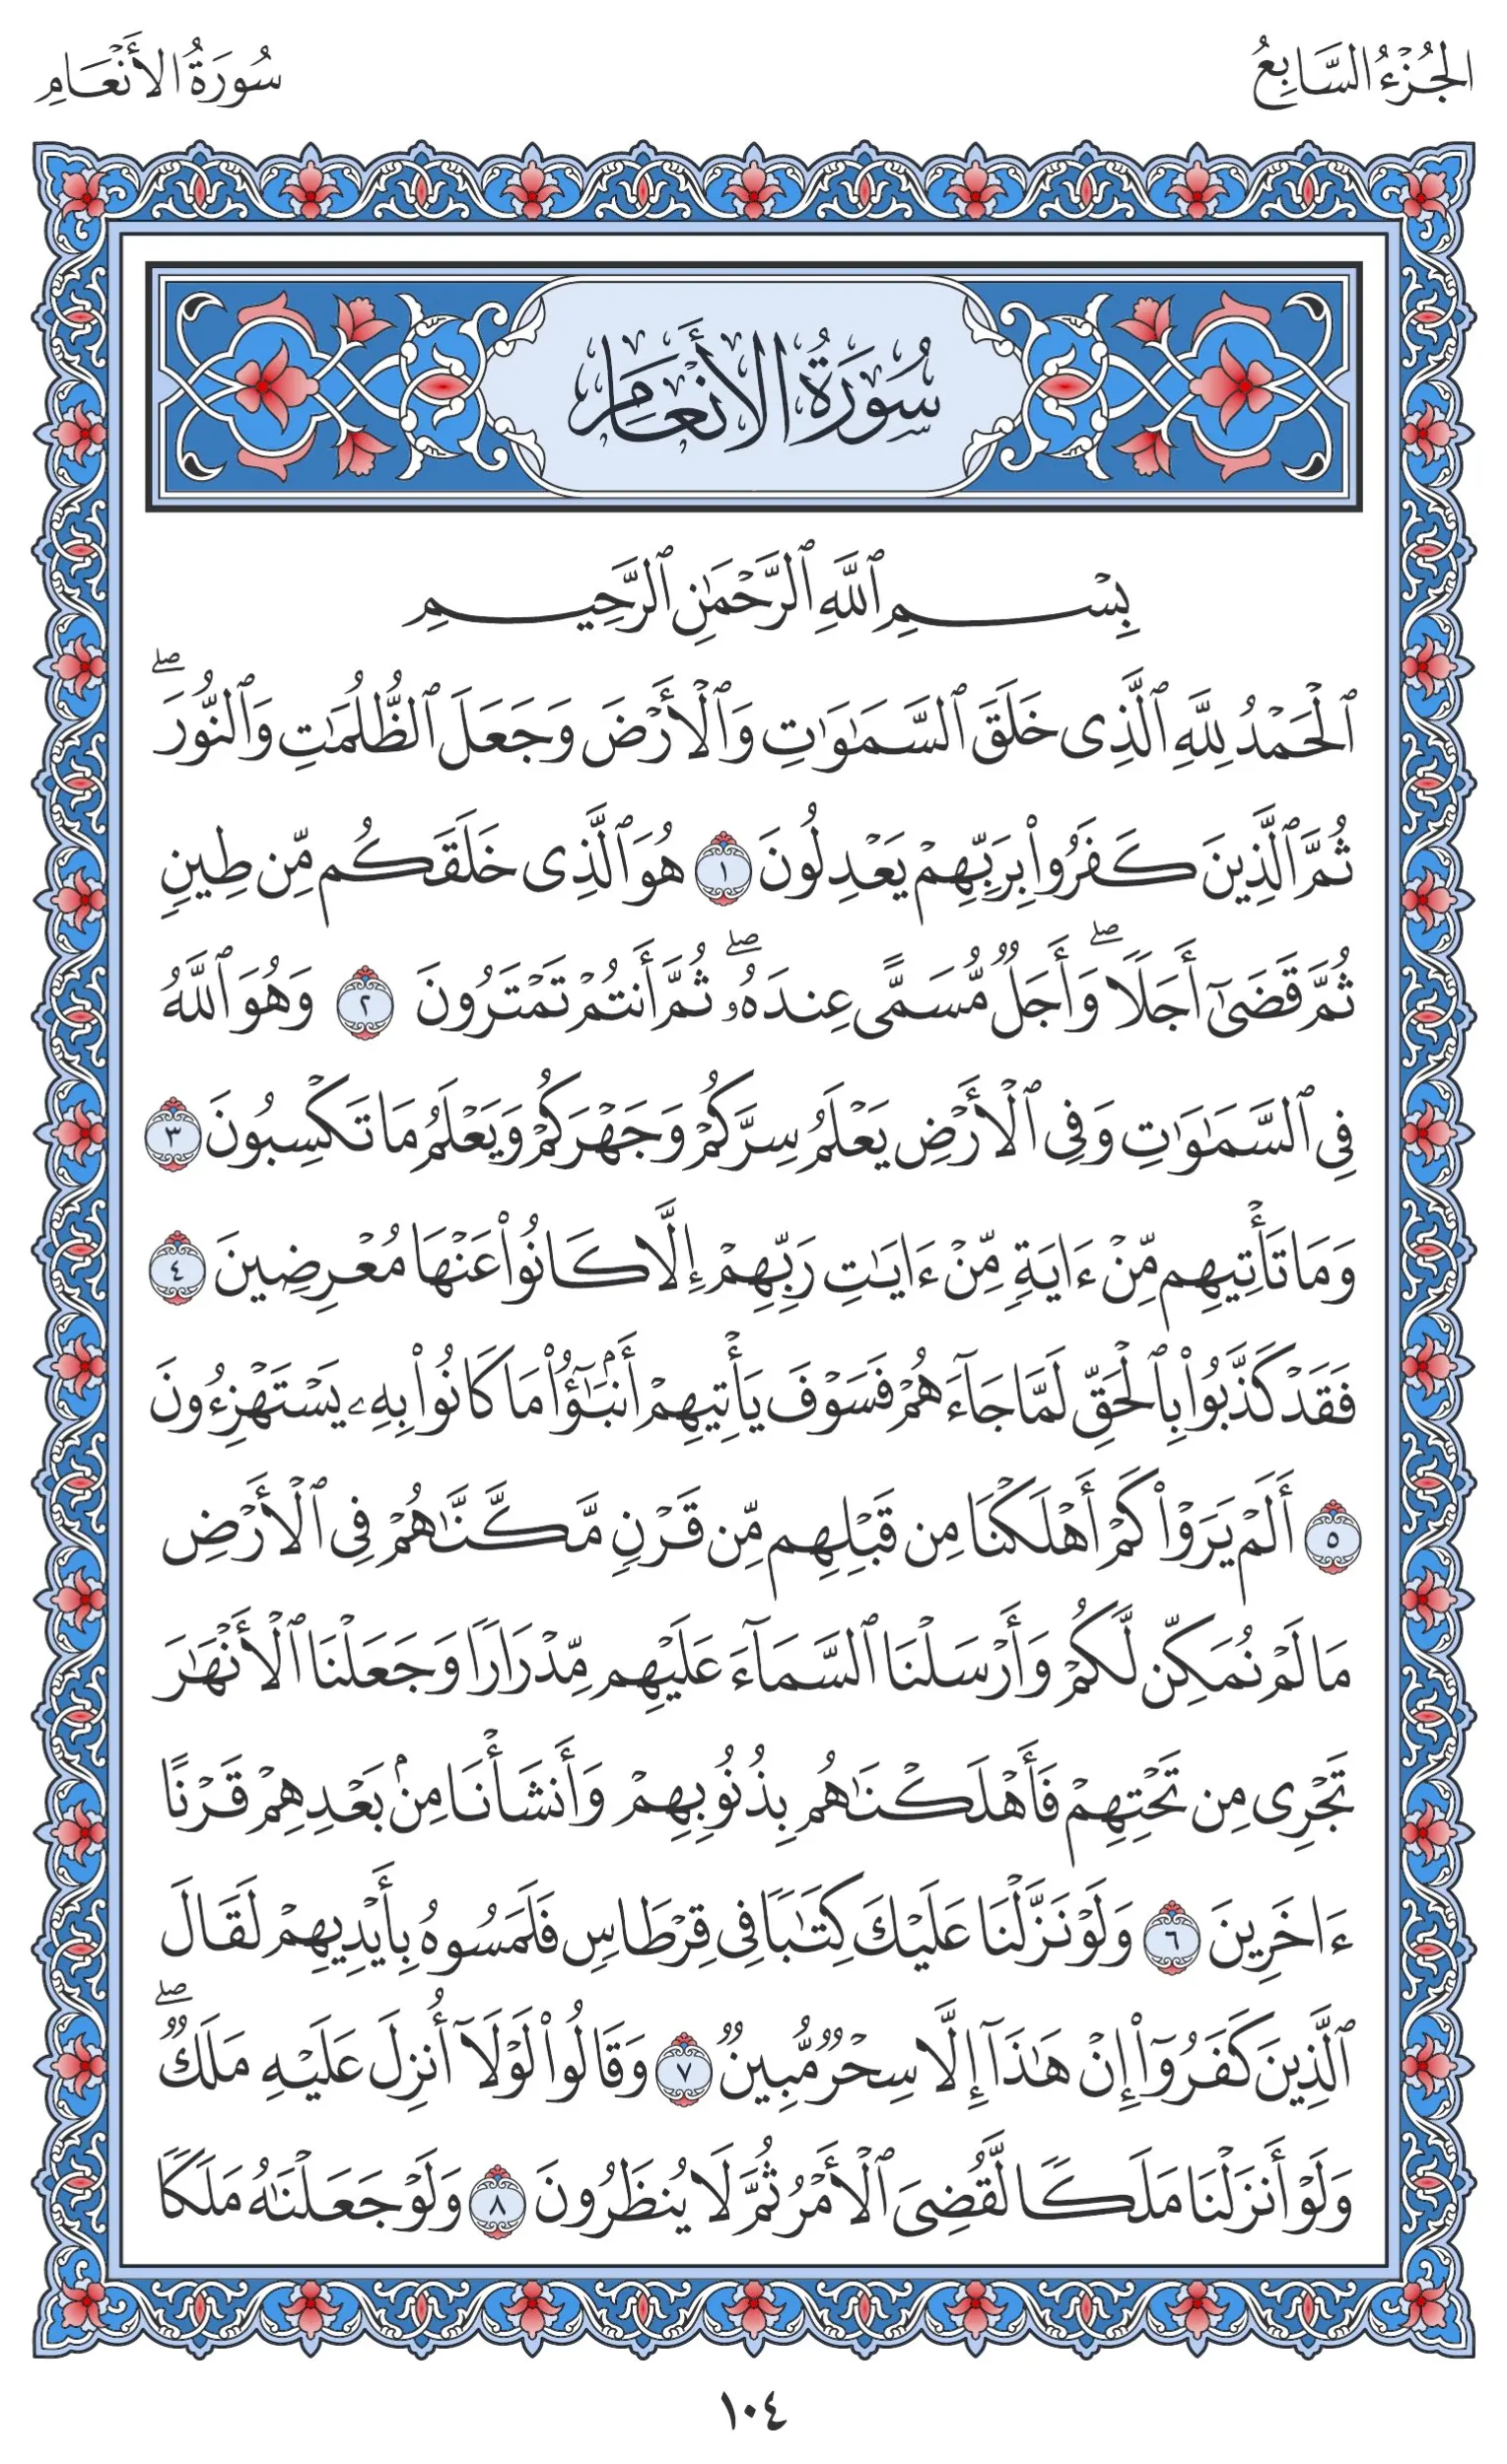 الجُزْءُ السَّابِعُ
سُورَةُ الأَنْعَامِ
سُورَةُ الأَنْعَامِ
بِسْمِ ٱللَّهِ ٱلرَّحْمَٰنِ ٱلرَّحِيمِ
ٱلْحَمْدُ لِلَّهِ ٱلَّذِى خَلَقَ ٱلسَّمَٰوَٰتِ وَٱلْأَرْضَ وَجَعَلَ ٱلظُّلُمَٰتِ وَٱلنُّورَۖ
ثُمَّ ٱلَّذِينَ كَفَرُوا۟ بِرَبِّهِمْ يَعْدِلُونَ ١ هُوَ ٱلَّذِى خَلَقَكُم مِّن طِينٍ
ثُمَّ قَضَىٰٓ أَجَلًاۖ وَأَجَلٌ مُّسَمًّى عِندَهُۥۖ ثُمَّ أَنتُمْ تَمْتَرُونَ ٢ وَهُوَ ٱللَّهُ
فِى ٱلسَّمَٰوَٰتِ وَفِى ٱلْأَرْضِ يَعْلَمُ سِرَّكُمْ وَجَهْرَكُمْ وَيَعْلَمُ مَا تَكْسِبُونَ ٣
وَمَا تَأْتِيهِم مِّنْ ءَايَةٍ مِّنْ ءَايَٰتِ رَبِّهِمْ إِلَّا كَانُوا۟ عَنْهَا مُعْرِضِينَ ٤
فَقَدْ كَذَّبُوا۟ بِٱلْحَقِّ لَمَّا جَآءَهُمْ فَسَوْفَ يَأْتِيهِمْ أَنۢبَٰٓؤُا۟ مَا كَانُوا۟ بِهِۦ يَسْتَهْزِءُونَ
٥ أَلَمْ يَرَوْا۟ كَمْ أَهْلَكْنَا مِن قَبْلِهِم مِّن قَرْنٍ مَّكَّنَّٰهُمْ فِى ٱلْأَرْضِ
مَا لَمْ نُمَكِّن لَّكُمْ وَأَرْسَلْنَا ٱلسَّمَآءَ عَلَيْهِم مِّدْرَارًا وَجَعَلْنَا ٱلْأَنْهَٰرَ
تَجْرِى مِن تَحْتِهِمْ فَأَهْلَكْنَٰهُم بِذُنُوبِهِمْ وَأَنشَأْنَا مِنۢ بَعْدِهِمْ قَرْنًا
ءَاخَرِينَ ٦ وَلَوْ نَزَّلْنَا عَلَيْكَ كِتَٰبًا فِى قِرْطَاسٍ فَلَمَسُوهُ بِأَيْدِيهِمْ لَقَالَ
ٱلَّذِينَ كَفَرُوٓا۟ إِنْ هَٰذَآ إِلَّا سِحْرٌ مُّبِينٌ ٧ وَقَالُوا۟ لَوْلَآ أُنزِلَ عَلَيْهِ مَلَكٌۖ
وَلَوْ أَنزَلْنَا مَلَكًا لَّقُضِىَ ٱلْأَمْرُ ثُمَّ لَا يُنظَرُونَ ٨ وَلَوْ جَعَلْنَٰهُ مَلَكًا
١٠٤